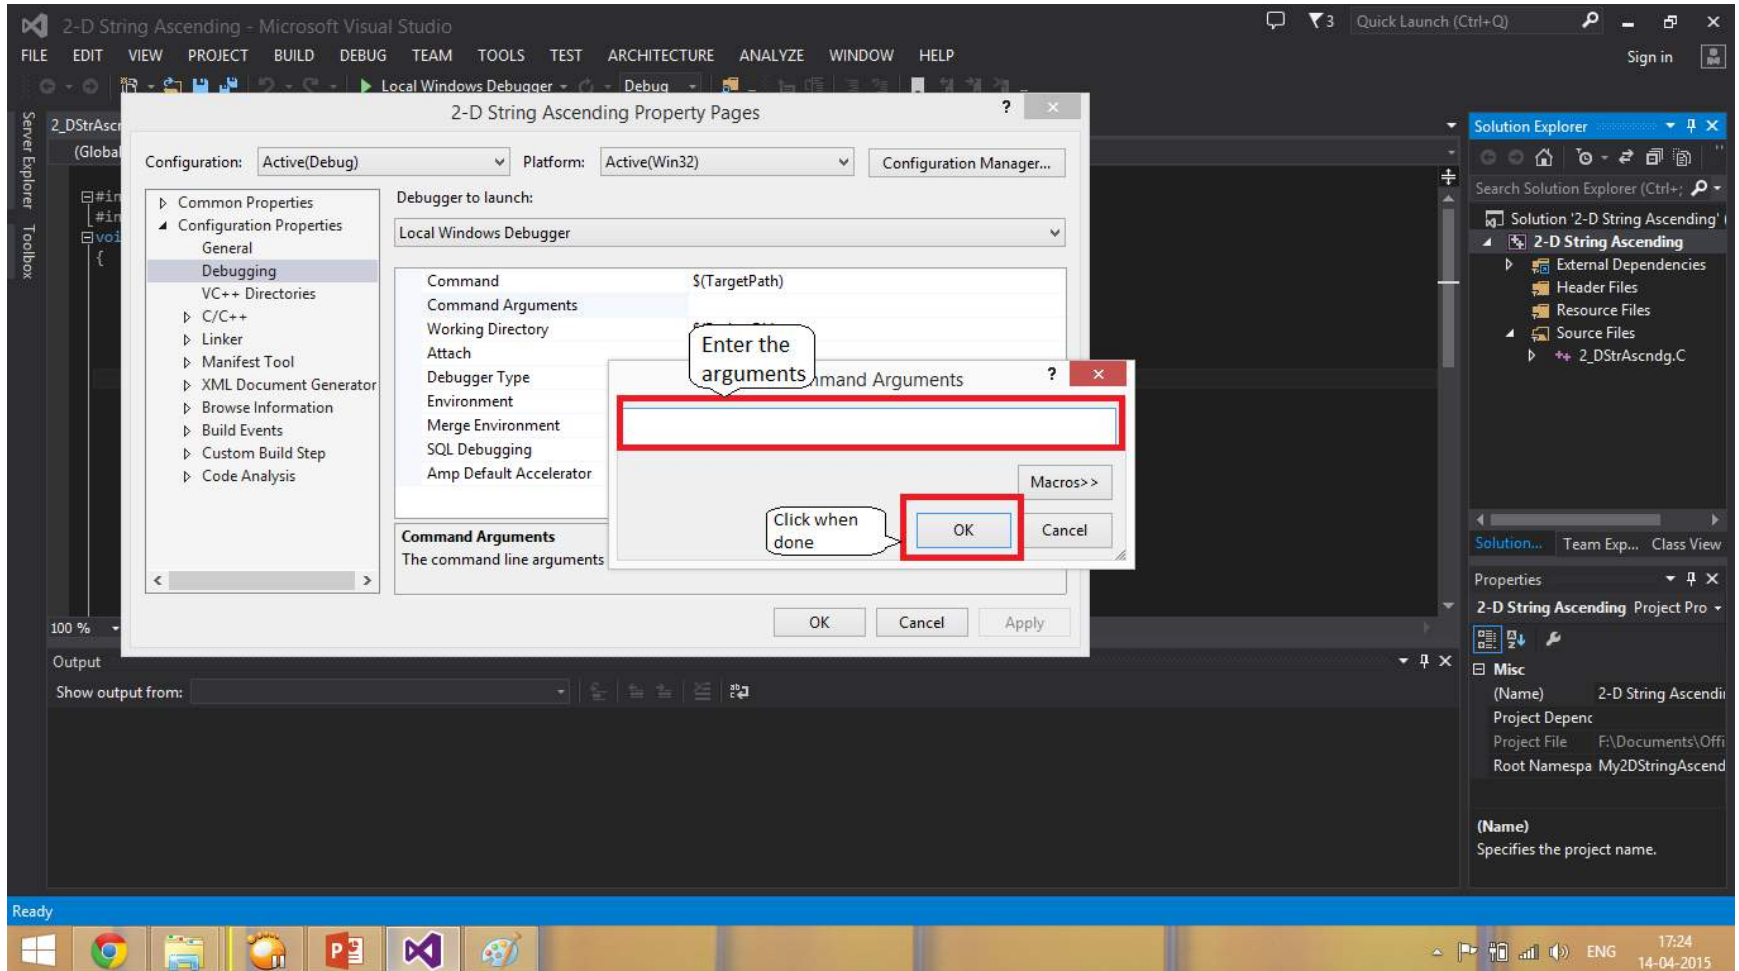 2-D String Ascending - Microsoft Visual Studio
3 Quick Launch (Ctrl+Q)
FILE EDIT VIEW PROJECT BUILD DEBUG TEAM TOOLS TEST ARCHITECTURE ANALYZE WINDOW HELP
Sign in
Local Windows Debugger Debug
Server Explorer
Toolbox
(Global
#in
#in
voi
{
100 %
2-D String Ascending Property Pages
? ×
Configuration: Active(Debug) Platform: Active(Win32) Configuration Manager...
Common Properties
Configuration Properties
General
Debugging
VC++ Directories
C/C++
Linker
Manifest Tool
XML Document Generator
Browse Information
Build Events
Custom Build Step
Code Analysis
Debugger to launch:
Local Windows Debugger
Command $(TargetPath)
Command Arguments
Working Directory
Attach
Debugger Type
Environment
Merge Environment
SQL Debugging
Amp Default Accelerator
Command Arguments
The command line arguments
OK Cancel Apply
Enter the
arguments
mmand Arguments ? ×
Macros>>
Click when
done
OK Cancel
Output
Show output from:
Solution Explorer
Search Solution Explorer (Ctrl+;
Solution '2-D String Ascending' (
2-D String Ascending
External Dependencies
Header Files
Resource Files
Source Files
2_DStrAscndg.C
Solution... Team Exp... Class View
Properties
2-D String Ascending Project Pro
Misc
(Name) 2-D String Ascendin
Project Depenc
Project File F:\Documents\Offi
Root Namespa My2DStringAscend
(Name)
Specifies the project name.
Ready
ENG
17:24
14-04-2015